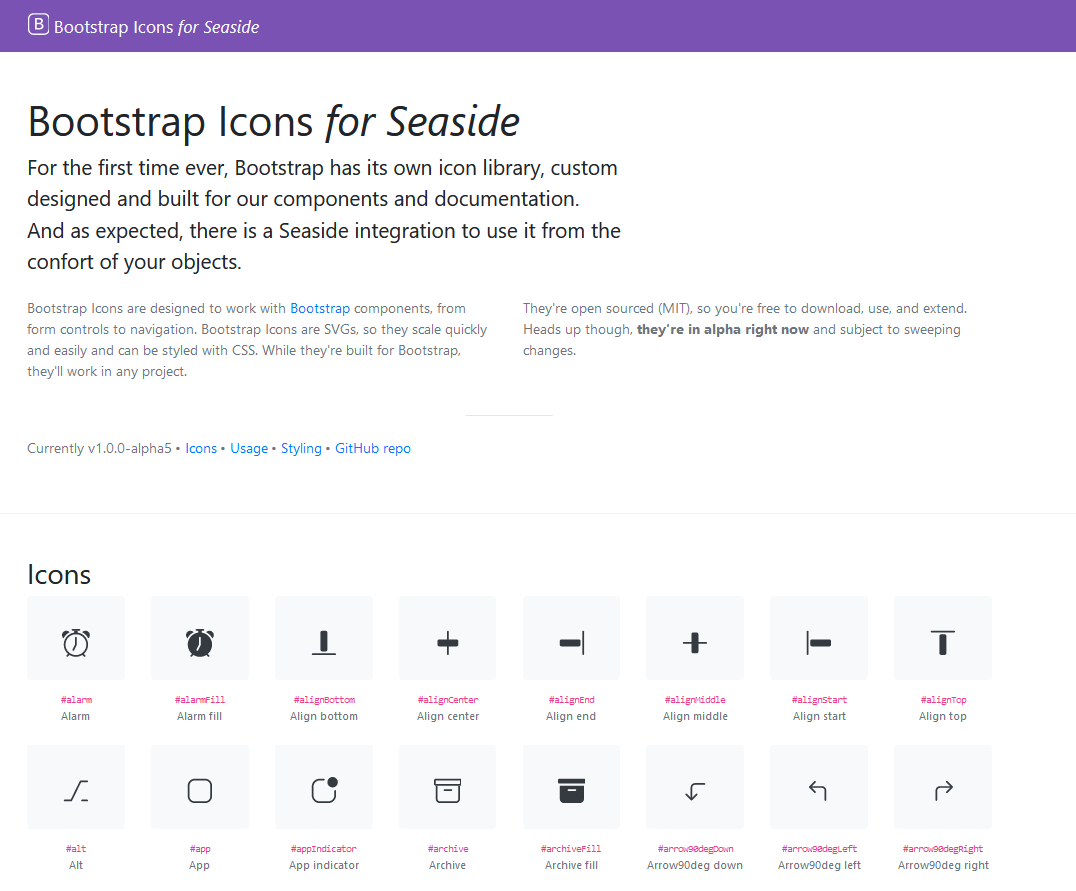 B Bootstrap Icons for Seaside
Bootstrap Icons for Seaside
For the first time ever, Bootstrap has its own icon library, custom
designed and built for our components and documentation.
And as expected, there is a Seaside integration to use it from the
confort of your objects.
Bootstrap Icons are designed to work with Bootstrap components, from
form controls to navigation. Bootstrap Icons are SVGs, so they scale quickly
and easily and can be styled with CSS. While they're built for Bootstrap,
they'll work in any project.
They're open sourced (MIT), so you're free to download, use, and extend.
Heads up though, they're in alpha right now and subject to sweeping
changes.
Currently v1.0.0-alpha5 • Icons • Usage • Styling • GitHub repo
Icons
#alarm #alarmFill #alignBottom #alignCenter #alignEnd #alignMiddle #alignStart #alignTop
Alarm Alarm fill Align bottom Align center Align end Align middle Align start Align top
#alt #app #appIndicator #archive #archiveFill #arrow90degDown #arrow90degLeft #arrow90degRight
Alt App App indicator Archive Archive fill Arrow90deg down Arrow90deg left Arrow90deg right